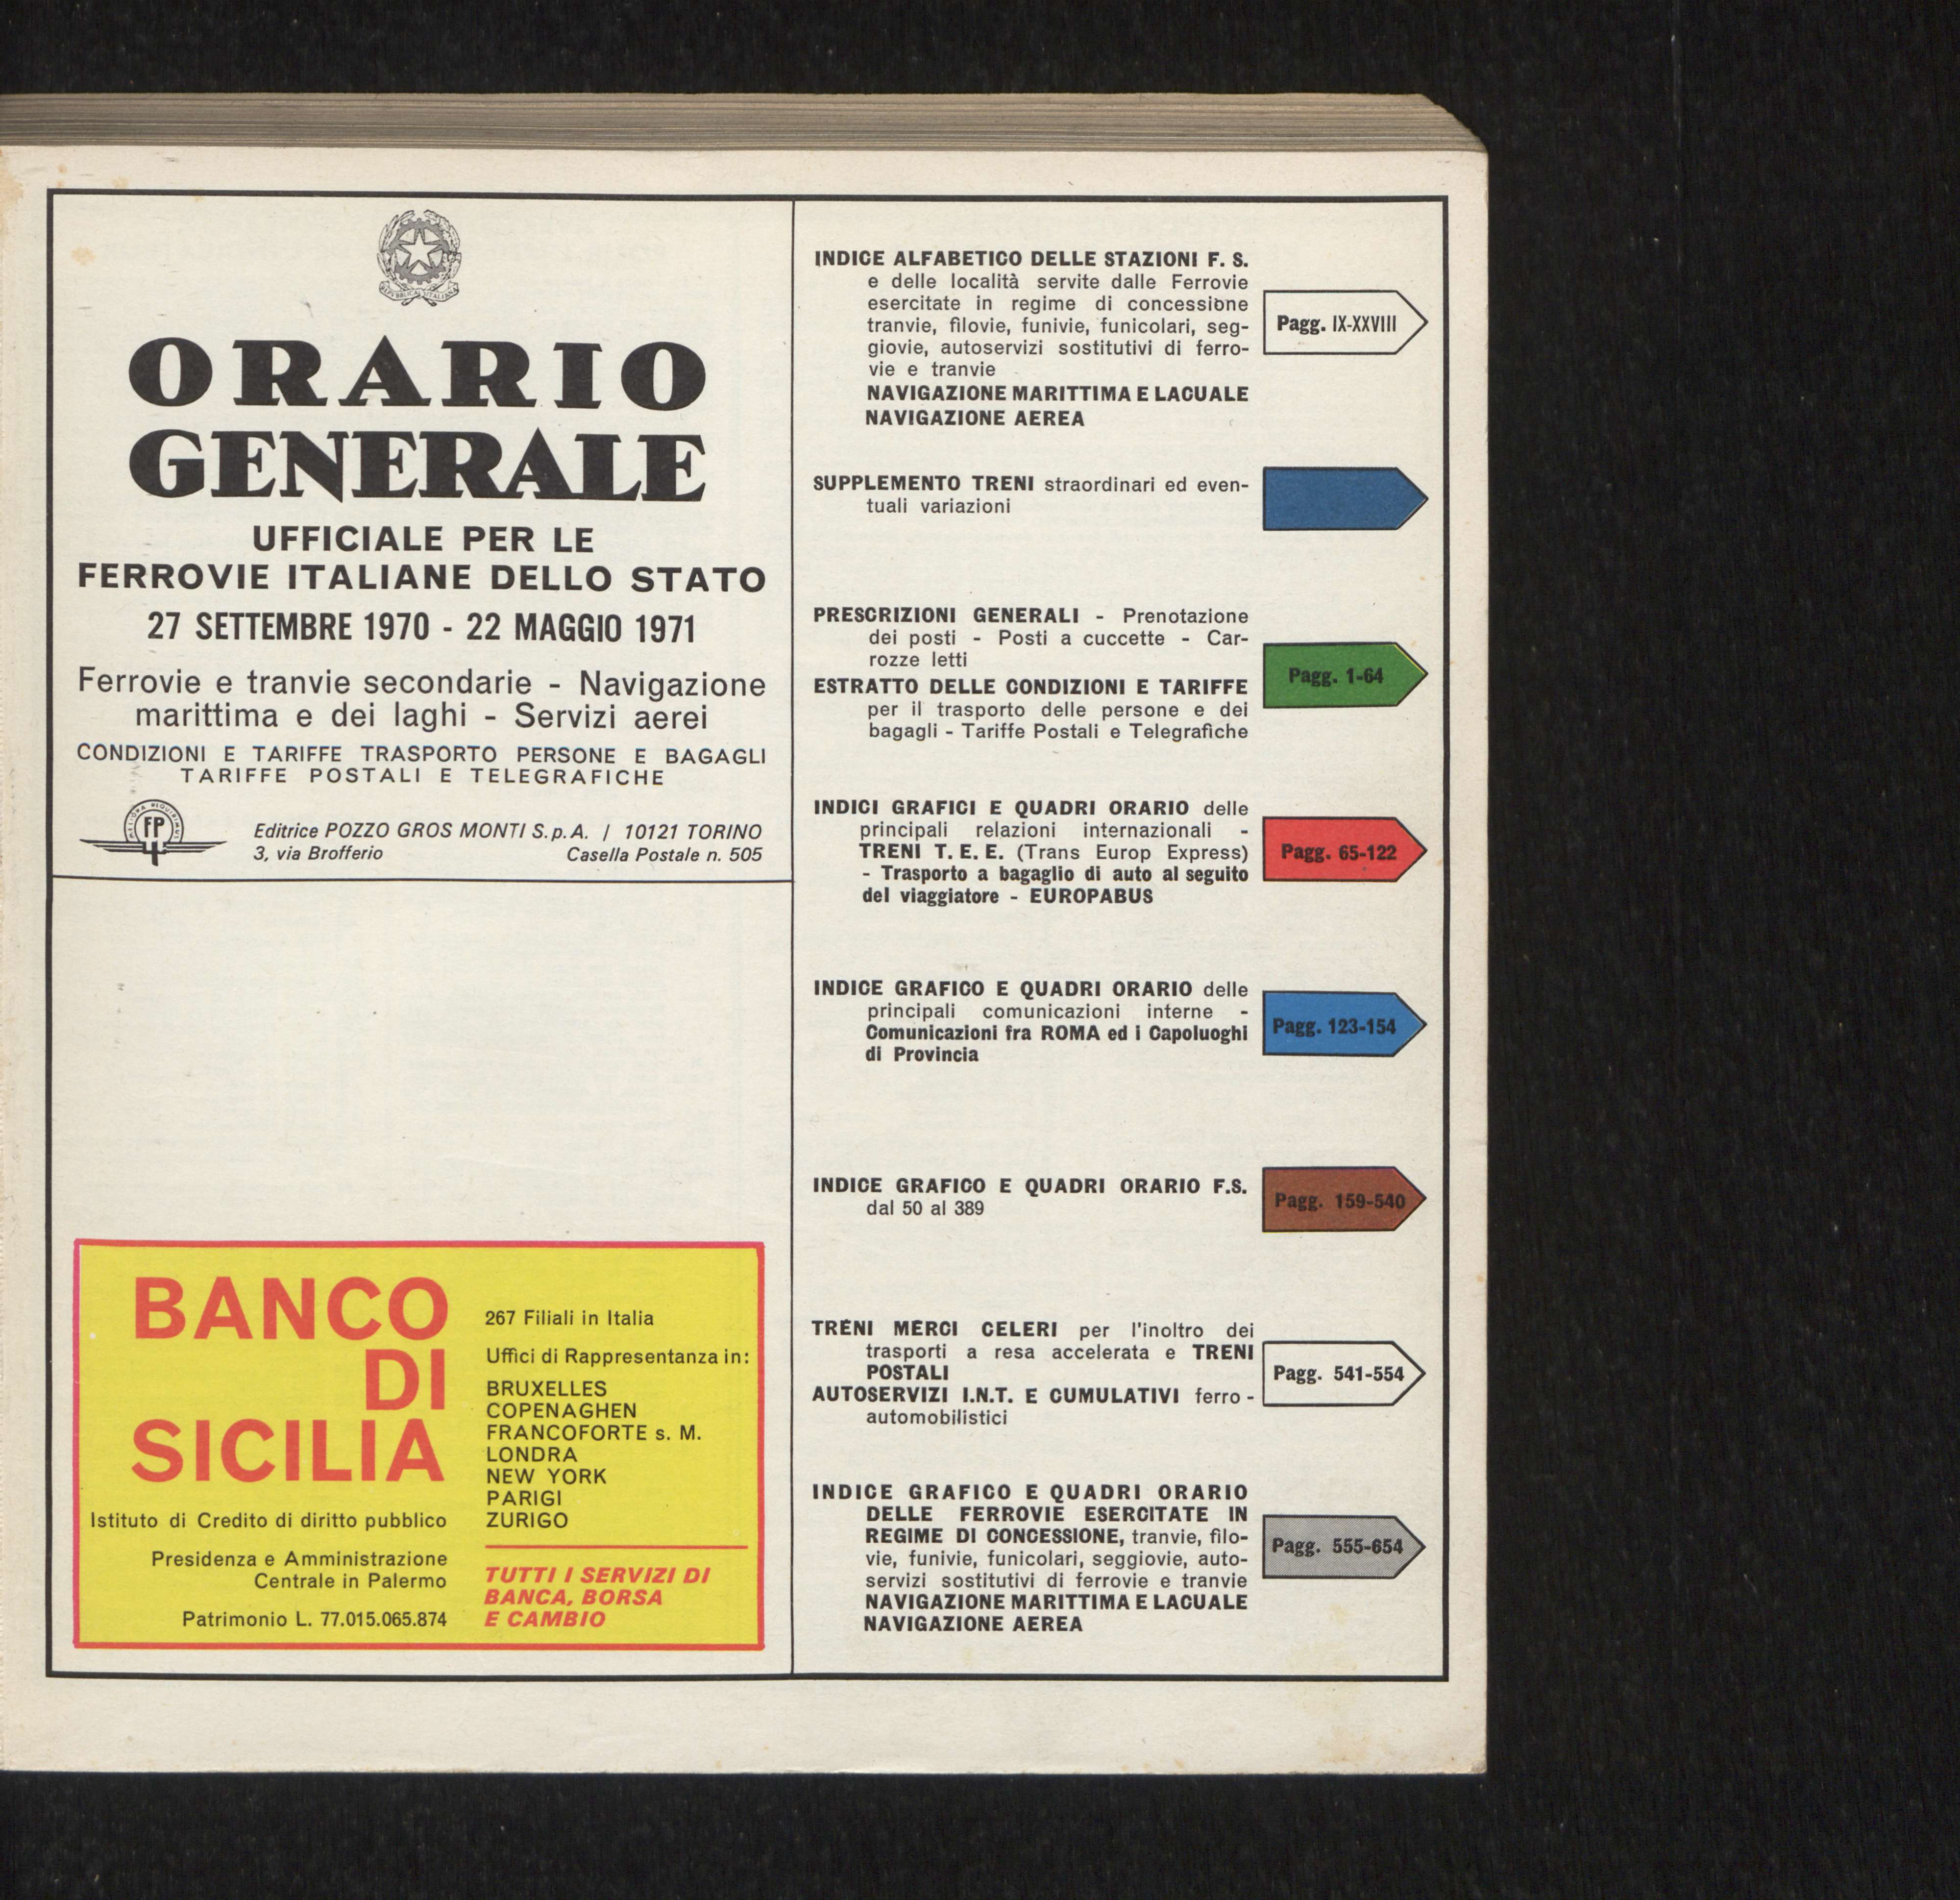 REPVBBLICA ITALIANA
ORARIO
GENERALE
UFFICIALE PER LE
FERROVIE ITALIANE DELLO STATO
27 SETTEMBRE 1970 - 22 MAGGIO 1971
Ferrovie e tranvie secondarie - Navigazione
marittima e dei laghi - Servizi aerei
CONDIZIONI E TARIFFE TRASPORTO PERSONE E BAGAGLI
TARIFFE POSTALI E TELEGRAFICHE
FP
Editrice POZZO GROS MONTI S.p.A. / 10121 TORINO
3, via Brofferio Casella Postale n. 505
BANCO
DI
SICILIA
Istituto di Credito di diritto pubblico
Presidenza e Amministrazione
Centrale in Palermo
Patrimonio L. 77.015.065.874
267 Filiali in Italia
Uffici di Rappresentanza in:
BRUXELLES
COPENAGHEN
FRANCOFORTE s. M.
LONDRA
NEW YORK
PARIGI
ZURIGO
TUTTI I SERVIZI DI
BANCA, BORSA
E CAMBIO
INDICE ALFABETICO DELLE STAZIONI F. S.
e delle località servite dalle Ferrovie
esercitate in regime di concessione
tranvie, filovie, funivie, funicolari, seg-
giovie, autoservizi sostitutivi di ferro-
vie e tranvie
NAVIGAZIONE MARITTIMA E LACUALE
NAVIGAZIONE AEREA
Pagg. IX-XXVIII
SUPPLEMENTO TRENI straordinari ed even-
tuali variazioni
PRESCRIZIONI GENERALI - Prenotazione
dei posti - Posti a cuccette - Car-
rozze letti
ESTRATTO DELLE CONDIZIONI E TARIFFE
per il trasporto delle persone e dei
bagagli - Tariffe Postali e Telegrafiche
Pagg. 1-64
INDICI GRAFICI E QUADRI ORARIO delle
principali relazioni internazionali -
TRENI T. E. E. (Trans Europ Express)
- Trasporto a bagaglio di auto al seguito
del viaggiatore - EUROPABUS
Pagg. 65-122
INDICE GRAFICO E QUADRI ORARIO delle
principali comunicazioni interne -
Comunicazioni fra ROMA ed i Capoluoghi
di Provincia
Pagg. 123-154
INDICE GRAFICO E QUADRI ORARIO F.S.
dal 50 al 389
Pagg. 159-540
TRENI MERCI CELERI per l'inoltro dei
trasporti a resa accelerata e TRENI
POSTALI
AUTOSERVIZI I.N.T. E CUMULATIVI ferro -
automobilistici
Pagg. 541-554
INDICE GRAFICO E QUADRI ORARIO
DELLE FERROVIE ESERCITATE IN
REGIME DI CONCESSIONE, tranvie, filo-
vie, funivie, funicolari, seggiovie, auto-
servizi sostitutivi di ferrovie e tranvie
NAVIGAZIONE MARITTIMA E LACUALE
NAVIGAZIONE AEREA
Pagg. 555-654